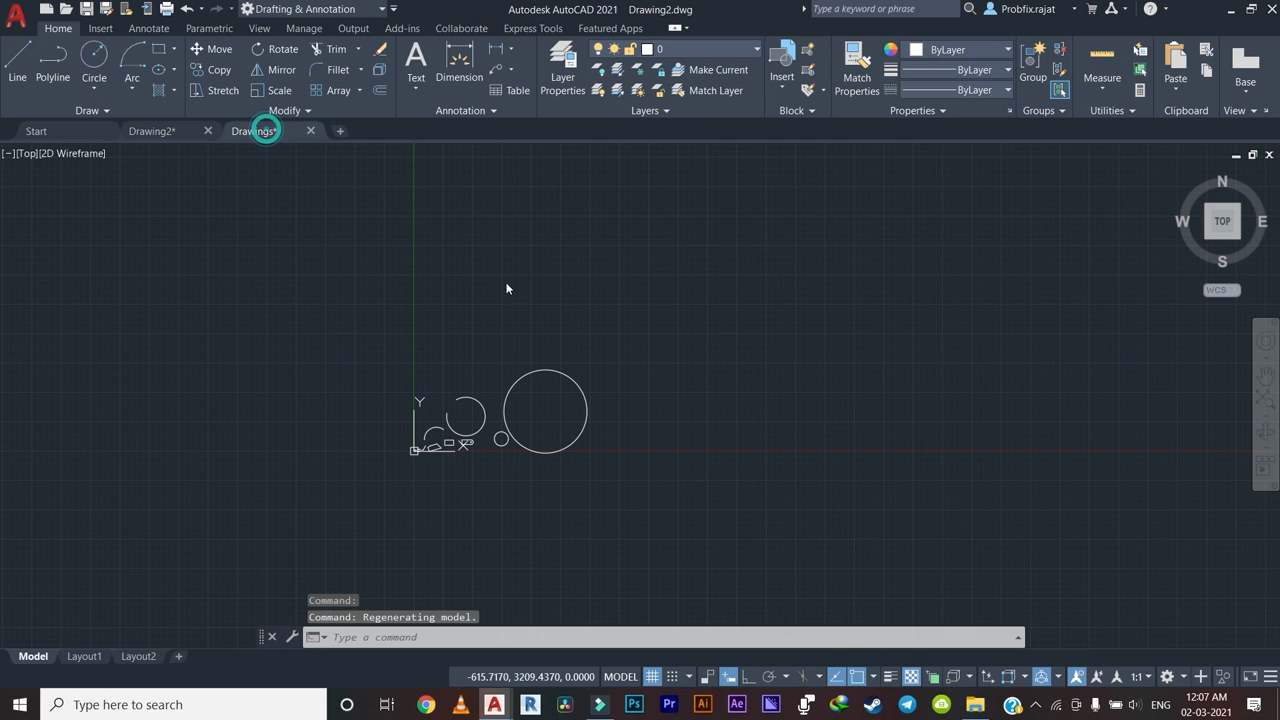 Drafting & Annotation
Autodesk AutoCAD 2021 Drawing2.dwg
Type a keyword or phrase
Probfix.rajat
Home Insert Annotate Parametric View Manage Output Add-ins Collaborate Express Tools Featured Apps
Line Polyline Circle Arc
Move Rotate Trim
Copy Mirror Fillet
Stretch Scale Array
Text Dimension Table
Layer Properties
0
Make Current
Match Layer
Insert
Match Properties
ByLayer
ByLayer
ByLayer
Group
Measure
Paste
Base
Draw Modify Annotation Layers Block Properties Groups Utilities Clipboard View
Start Drawing2*
[−][Top][2D Wireframe]
N
W TOP E
S
WCS
Y
X
Command:
Command: Regenerating model.
Type a command
Model Layout1 Layout2
-615.7170, 3209.4370, 0.0000 MODEL 1:1
Type here to search
ENG
12:07 AM
02-03-2021